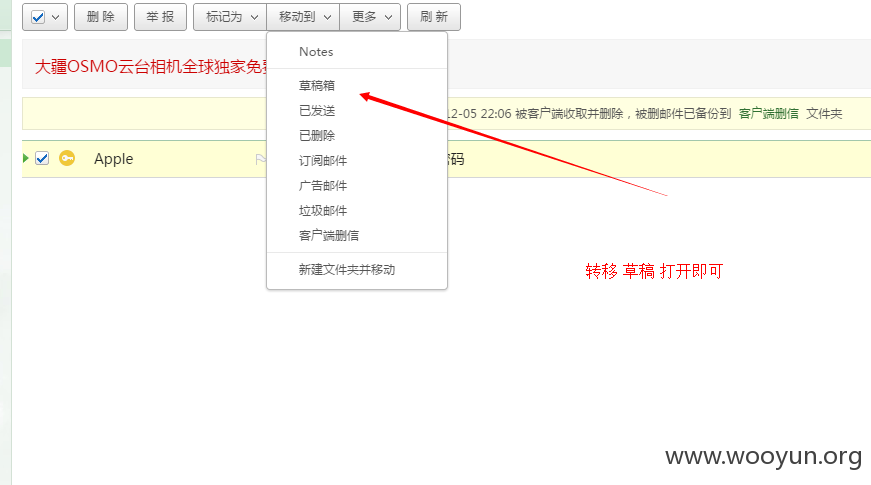 删 除 举 报 标记为 移动到 更多 刷 新
Notes
大疆OSMO云台相机全球独家免
草稿箱
已发送
12-05 22:06 被客户端收取并删除，被删邮件已备份到 客户端删信 文件夹
已删除
Apple
密码
订阅邮件
广告邮件
垃圾邮件
客户端删信
新建文件夹并移动
转移 草稿 打开即可
www.wooyun.org